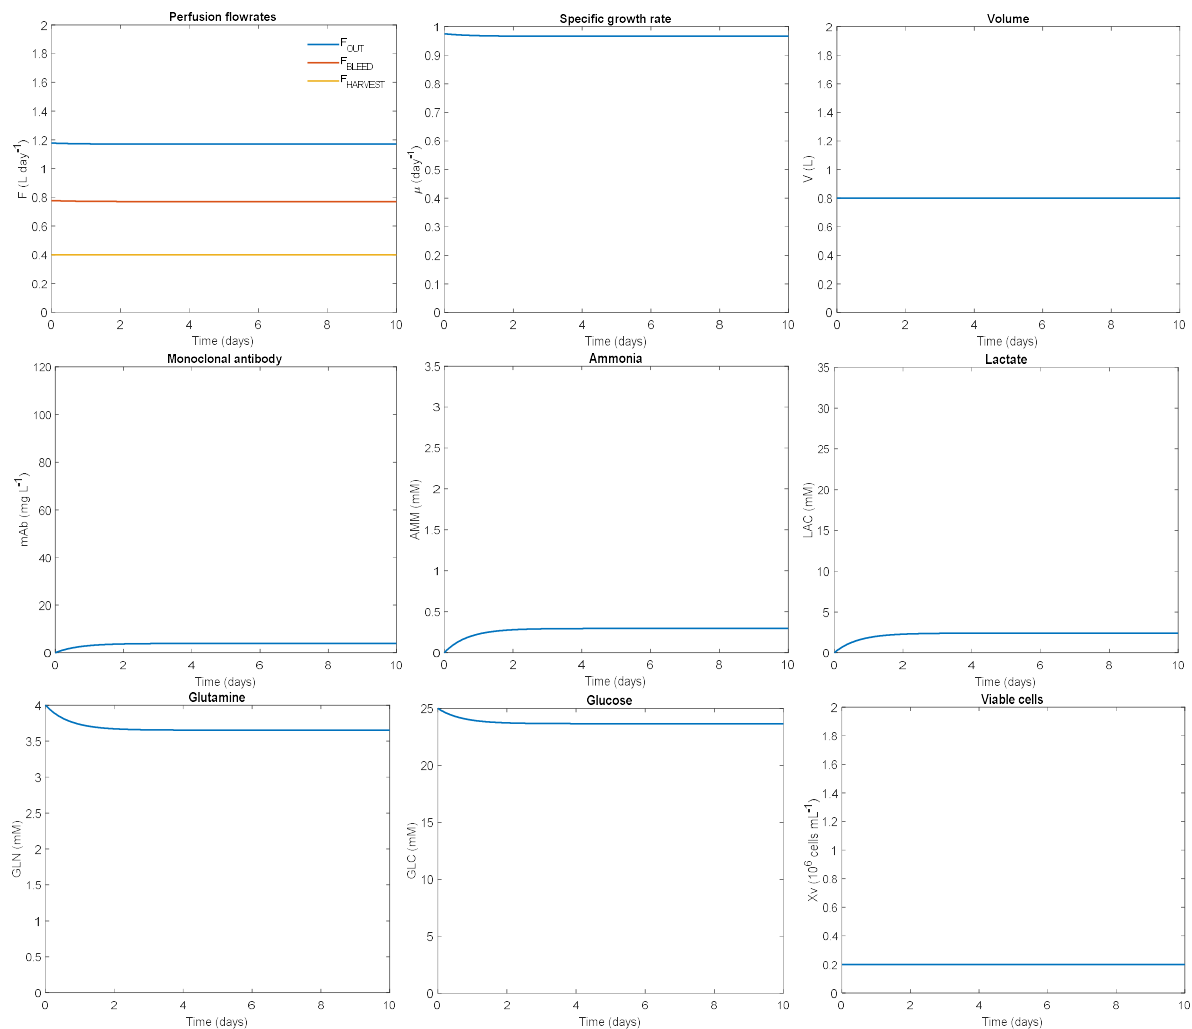 Perfusion flowrates
F (L day-1)
2
1.8
1.6
1.4
1.2
1
0.8
0.6
0.4
0.2
0
FOUT
FBLEED
FHARVEST
0 2 4 6 8 10
Time (days)
Specific growth rate
μ (day-1)
1
0.9
0.8
0.7
0.6
0.5
0.4
0.3
0.2
0.1
0
0 2 4 6 8 10
Time (days)
Volume
V (L)
2
1.8
1.6
1.4
1.2
1
0.8
0.6
0.4
0.2
0
0 2 4 6 8 10
Time (days)
Monoclonal antibody
mAb (mg L-1)
120
100
80
60
40
20
0
0 2 4 6 8 10
Time (days)
Ammonia
AMM (mM)
3.5
3
2.5
2
1.5
1
0.5
0
0 2 4 6 8 10
Time (days)
Lactate
LAC (mM)
35
30
25
20
15
10
5
0
0 2 4 6 8 10
Time (days)
Glutamine
GLN (mM)
4
3.5
3
2.5
2
1.5
1
0.5
0
0 2 4 6 8 10
Time (days)
Glucose
GLC (mM)
25
20
15
10
5
0
0 2 4 6 8 10
Time (days)
Viable cells
Xv (106 cells mL-1)
2
1.8
1.6
1.4
1.2
1
0.8
0.6
0.4
0.2
0
0 2 4 6 8 10
Time (days)